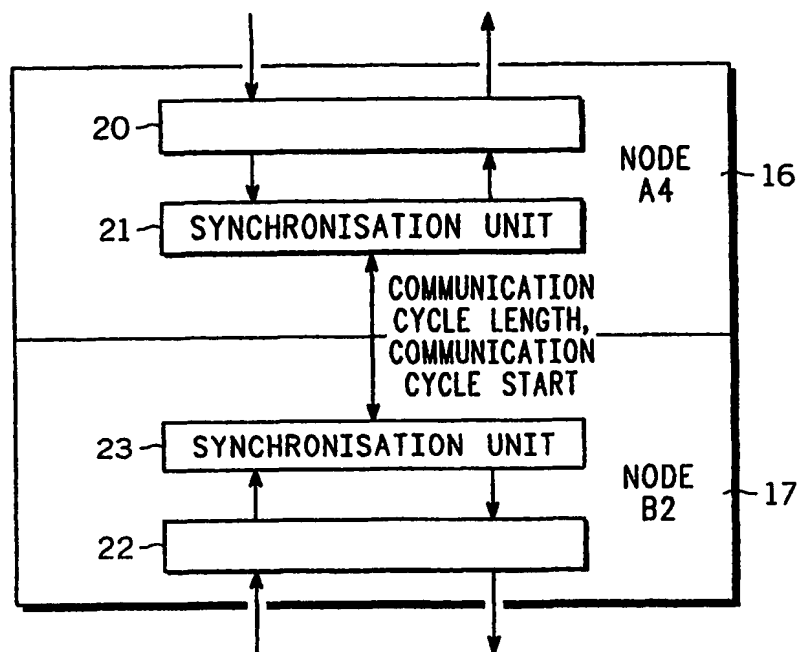 20
NODE
A4
16
21
SYNCHRONISATION UNIT
COMMUNICATION
CYCLE LENGTH,
COMMUNICATION
CYCLE START
23
SYNCHRONISATION UNIT
NODE
B2
17
22